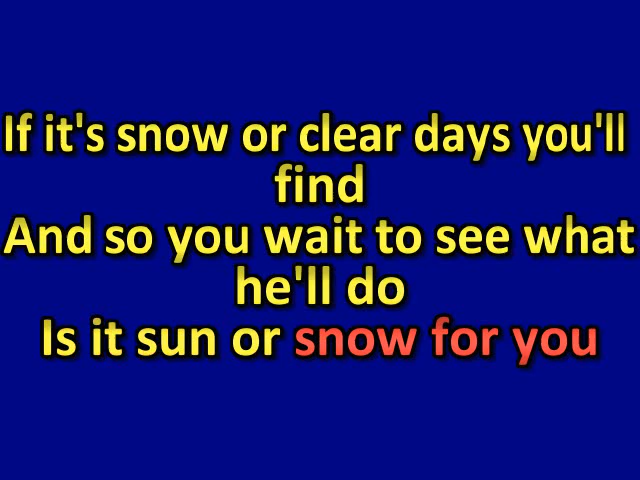 If it's snow or clear days you'll
find
And so you wait to see what
he'll do
Is it sun or snow for you